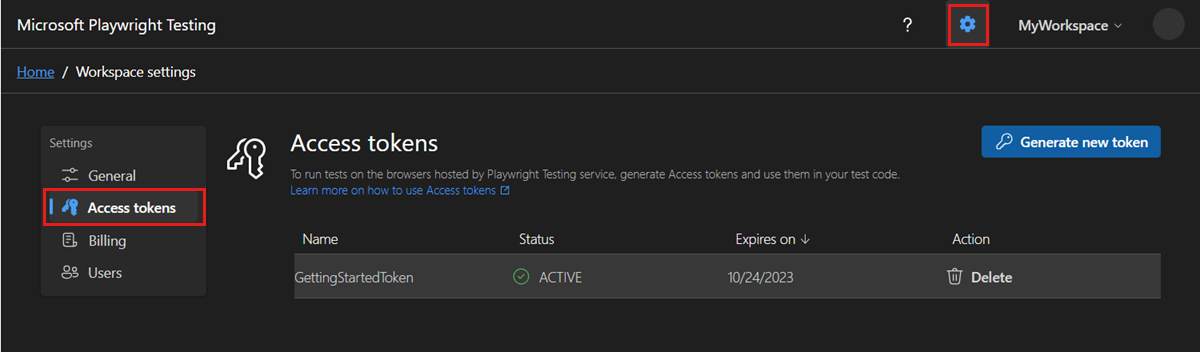 Microsoft Playwright Testing
? MyWorkspace
Home / Workspace settings
Settings
General
Access tokens
Billing
Users
Access tokens
Generate new token
To run tests on the browsers hosted by Playwright Testing service, generate Access tokens and use them in your test code.
Learn more on how to use Access tokens
Name Status Expires on ↓ Action
GettingStartedToken ACTIVE 10/24/2023 Delete